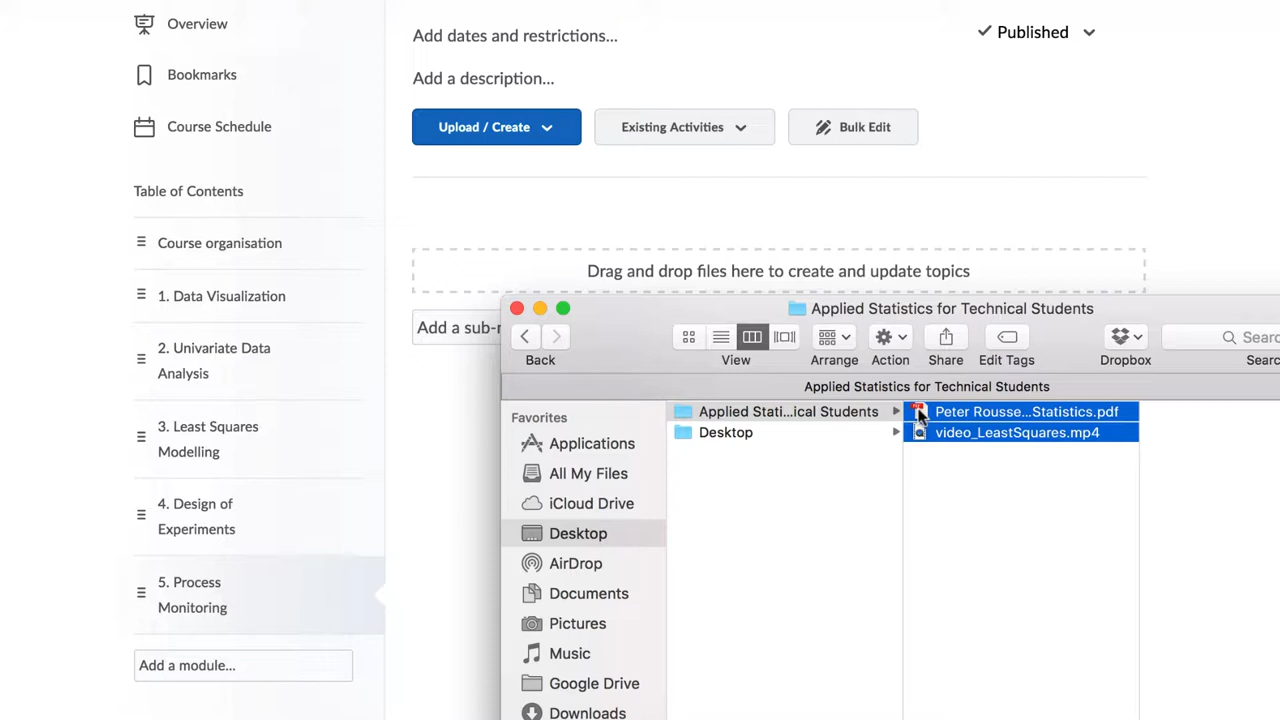 Overview
Bookmarks
Course Schedule
Table of Contents
Course organisation
1. Data Visualization
2. Univariate Data
Analysis
3. Least Squares
Modelling
4. Design of
Experiments
5. Process
Monitoring
Add a module...
Add dates and restrictions...
Published
Add a description...
Upload / Create
Existing Activities
Bulk Edit
Drag and drop files here to create and update topics
Add a sub-
Applied Statistics for Technical Students
Back
View
Arrange
Action
Share
Edit Tags
Dropbox
Searc
Sear
Applied Statistics for Technical Students
Favorites
Applications
All My Files
iCloud Drive
Desktop
AirDrop
Documents
Pictures
Music
Google Drive
Downloads
Applied Stati...ical Students
Desktop
Peter Rousse...Statistics.pdf
video_LeastSquares.mp4